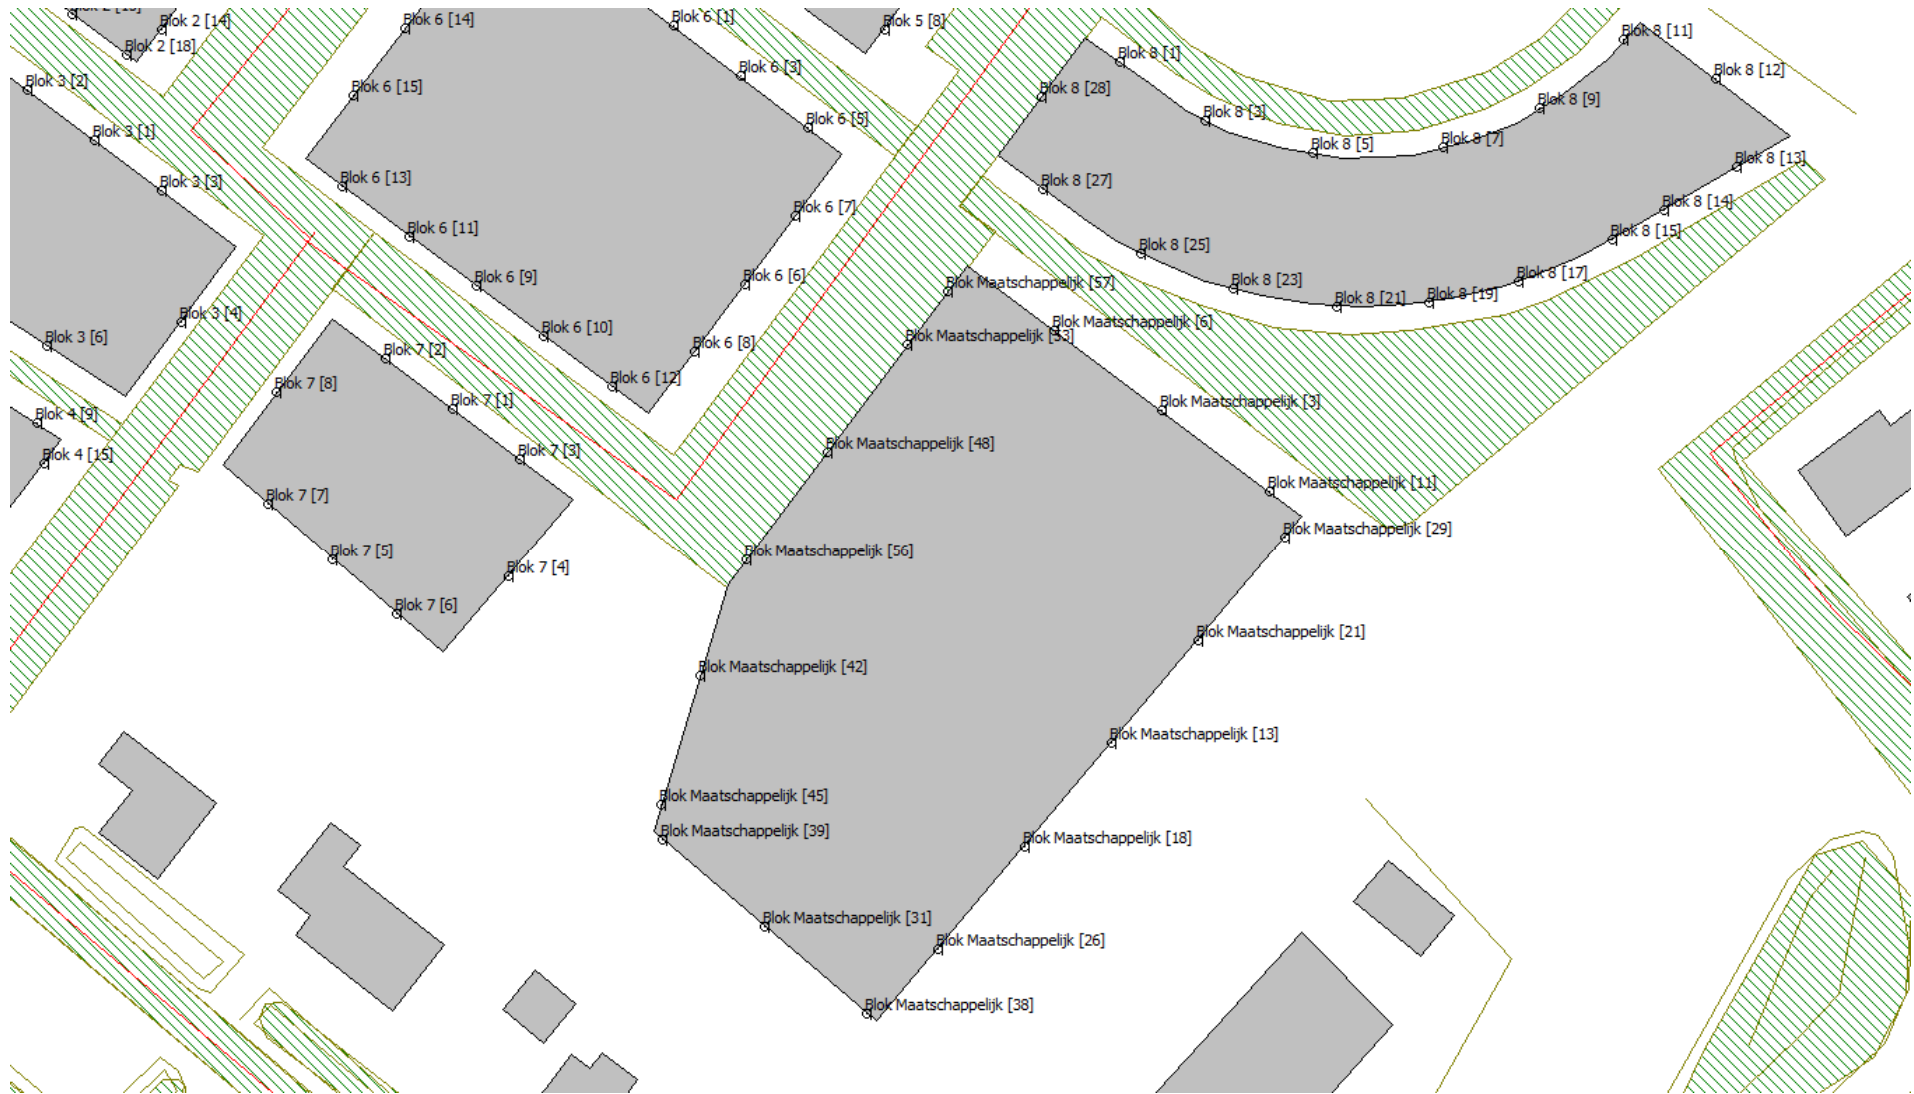 Blok 2 [14]
Blok 2 [18]
Blok 6 [14]
Blok 6 [1]
Blok 5 [8]
Blok 8 [11]
Blok 8 [1]
Blok 6 [3]
Blok 8 [12]
Blok 3 [2]
Blok 6 [15]
Blok 8 [28]
Blok 8 [9]
Blok 8 [3]
Blok 6 [5]
Blok 3 [1]
Blok 8 [7]
Blok 8 [5]
Blok 8 [13]
Blok 6 [13]
Blok 8 [27]
Blok 3 [3]
Blok 8 [14]
Blok 6 [7]
Blok 6 [11]
Blok 8 [15]
Blok 8 [25]
Blok 8 [17]
Blok 6 [6]
Blok 6 [9]
Blok 8 [23]
Blok Maatschappelijk [57]
Blok 8 [19]
Blok 8 [21]
Blok 3 [4]
Blok Maatschappelijk [6]
Blok 6 [10]
Blok Maatschappelijk [53]
Blok 3 [6]
Blok 6 [8]
Blok 7 [2]
Blok 6 [12]
Blok 7 [8]
Blok 7 [1]
Blok Maatschappelijk [3]
Blok 4 [9]
Blok Maatschappelijk [48]
Blok 7 [3]
Blok 4 [15]
Blok Maatschappelijk [11]
Blok 7 [7]
Blok Maatschappelijk [29]
Blok 7 [5]
Blok Maatschappelijk [56]
Blok 7 [4]
Blok 7 [6]
Blok Maatschappelijk [21]
Blok Maatschappelijk [42]
Blok Maatschappelijk [13]
Blok Maatschappelijk [45]
Blok Maatschappelijk [39]
Blok Maatschappelijk [18]
Blok Maatschappelijk [31]
Blok Maatschappelijk [26]
Blok Maatschappelijk [38]